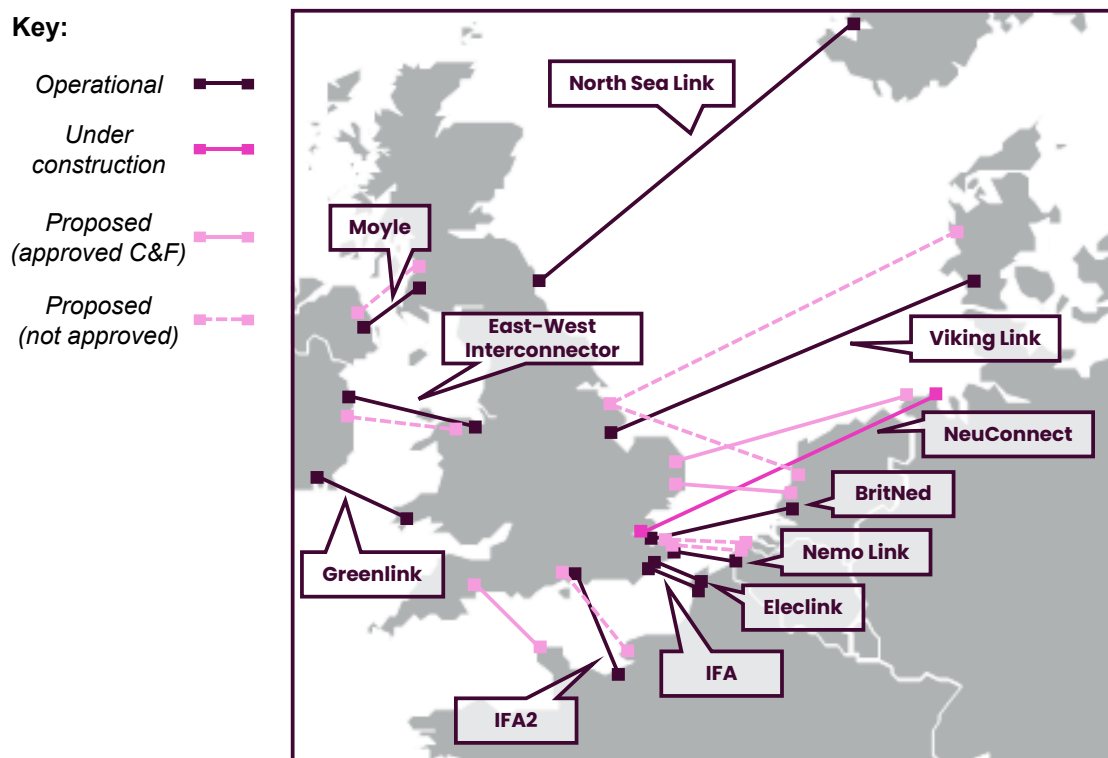 Key:
Operational
Under
construction
Proposed
(approved C&F)
Proposed
(not approved)
North Sea Link
Moyle
East-West
Interconnector
Viking Link
NeuConnect
BritNed
Nemo Link
Greenlink
Eleclink
IFA
IFA2